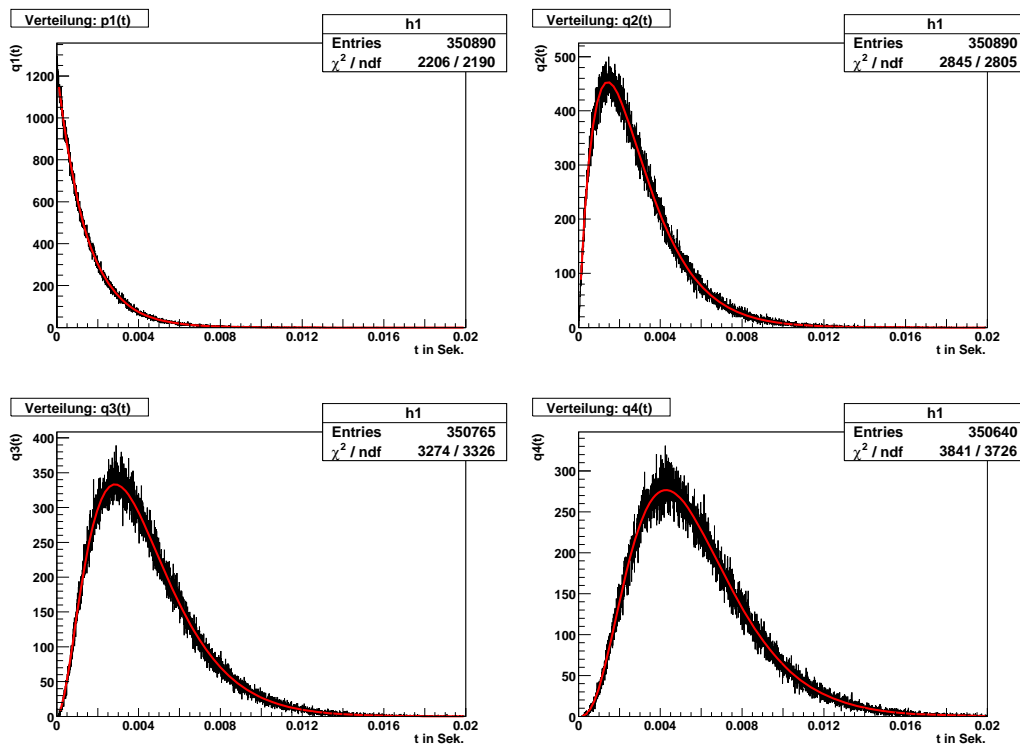 Verteilung: p1(t)
h1
Entries 350890
χ² / ndf 2206 / 2190
q1(t)
1200
1000
800
600
400
200
0
0 0.004 0.008 0.012 0.016 0.02
t in Sek.
Verteilung: q2(t)
h1
Entries 350890
χ² / ndf 2845 / 2805
q2(t)
500
400
300
200
100
0
0 0.004 0.008 0.012 0.016 0.02
t in Sek.
Verteilung: q3(t)
h1
Entries 350765
χ² / ndf 3274 / 3326
q3(t)
400
350
300
250
200
150
100
50
0
0 0.004 0.008 0.012 0.016 0.02
t in Sek.
Verteilung: q4(t)
h1
Entries 350640
χ² / ndf 3841 / 3726
q4(t)
300
250
200
150
100
50
0
0 0.004 0.008 0.012 0.016 0.02
t in Sek.